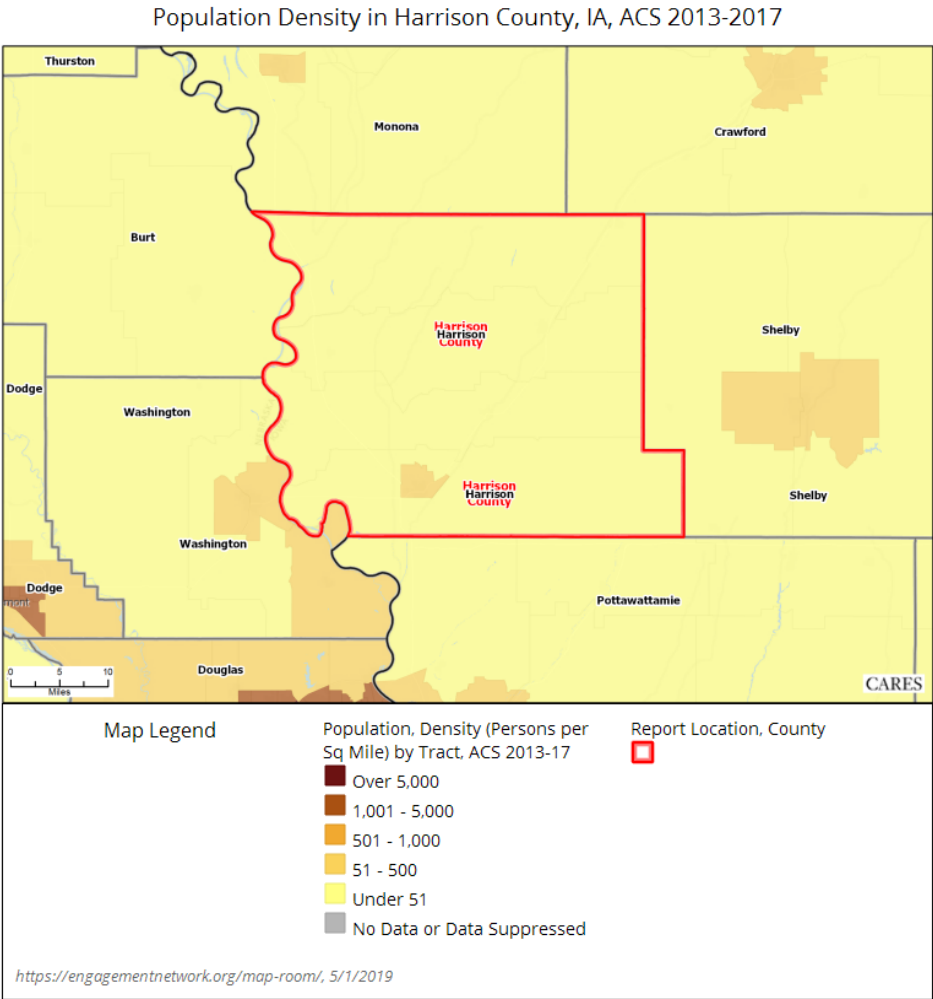 Population Density in Harrison County, IA, ACS 2013-2017
Thurston
Monona
Crawford
Burt
Harrison
Harrison
County
Shelby
Dodge
Washington
Harrison
Harrison
County
Shelby
Washington
Dodge
mont
Pottawattamie
Douglas
0 5 10
Miles
CARES
Map Legend
Population, Density (Persons per
Sq Mile) by Tract, ACS 2013-17
Over 5,000
1,001 - 5,000
501 - 1,000
51 - 500
Under 51
No Data or Data Suppressed
Report Location, County
https://engagementnetwork.org/map-room/, 5/1/2019